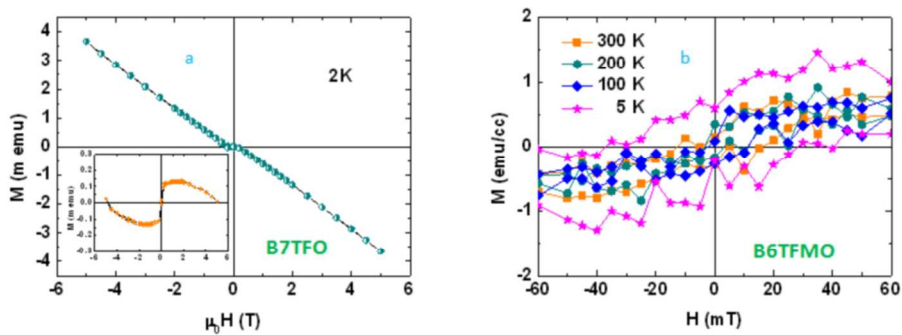 4
3
2
1
0
-1
-2
-3
-4
M (m emu)
a
2K
B7TFO
0.3
0.2
0.1
0.0
-0.1
-0.2
-0.3
M (m emu)
-6 -4 -2 0 2 4 6
-6 -4 -2 0 2 4 6
μ0H (T)
2
1
0
-1
-2
M (emu/cc)
300 K
200 K
100 K
5 K
b
B6TFMO
-60 -40 -20 0 20 40 60
H (mT)